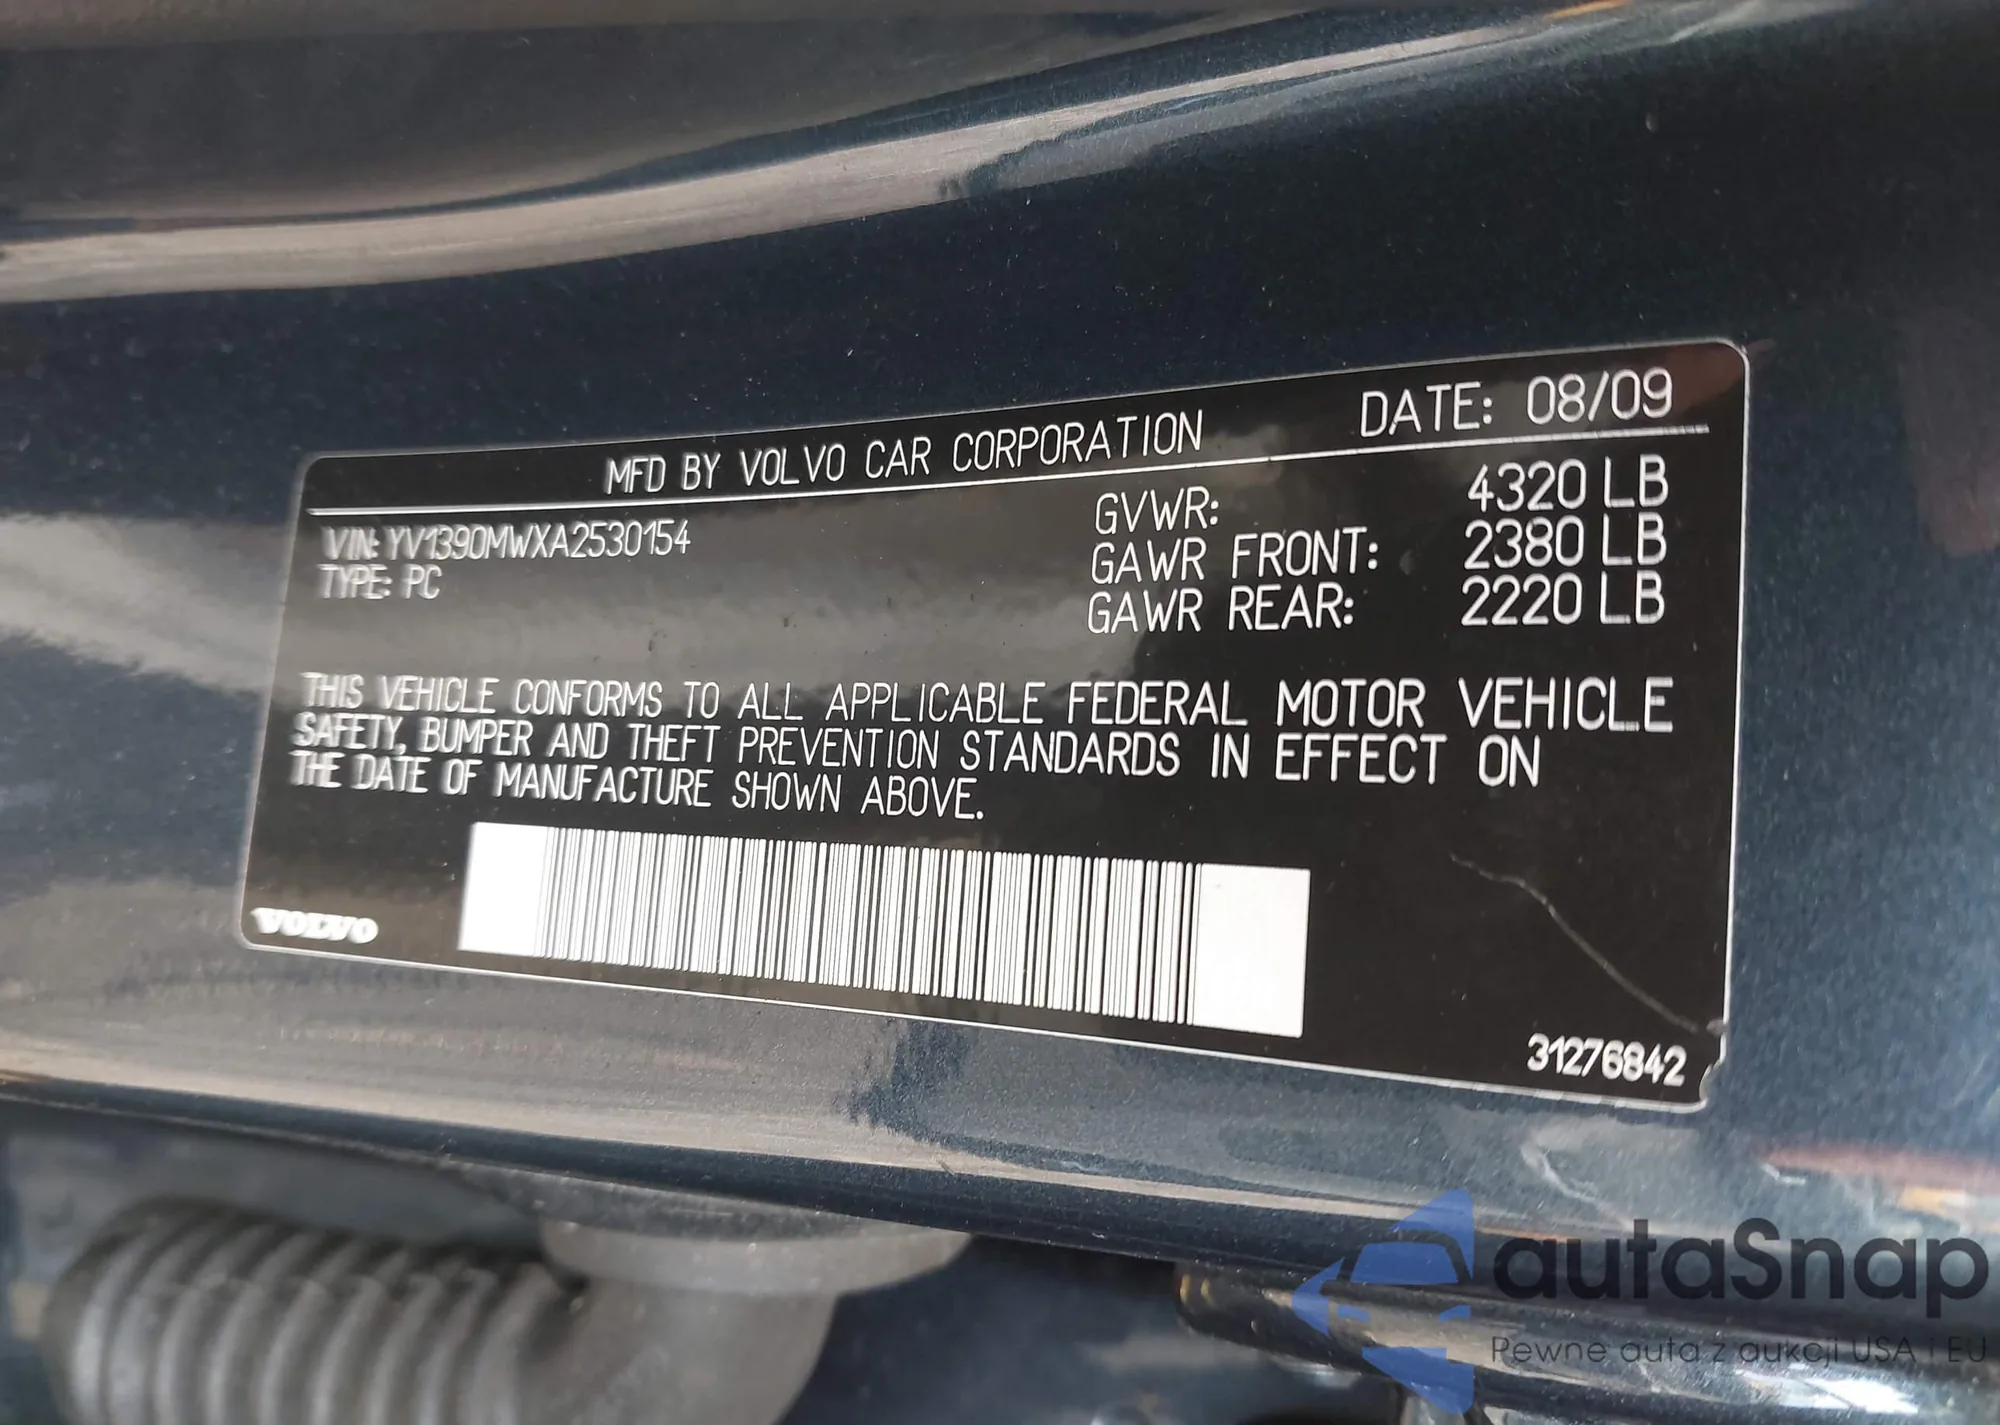 MFD BY VOLVO CAR CORPORATION DATE: 08/09
VIN: YV1390MWXA2530154
TYPE: PC
GVWR: 4320 LB
GAWR FRONT: 2380 LB
GAWR REAR: 2220 LB
THIS VEHICLE CONFORMS TO ALL APPLICABLE FEDERAL MOTOR VEHICLE
SAFETY, BUMPER AND THEFT PREVENTION STANDARDS IN EFFECT ON
THE DATE OF MANUFACTURE SHOWN ABOVE.
VOLVO
31276842
autaSnap
Pewne auta z aukcji USA i EU